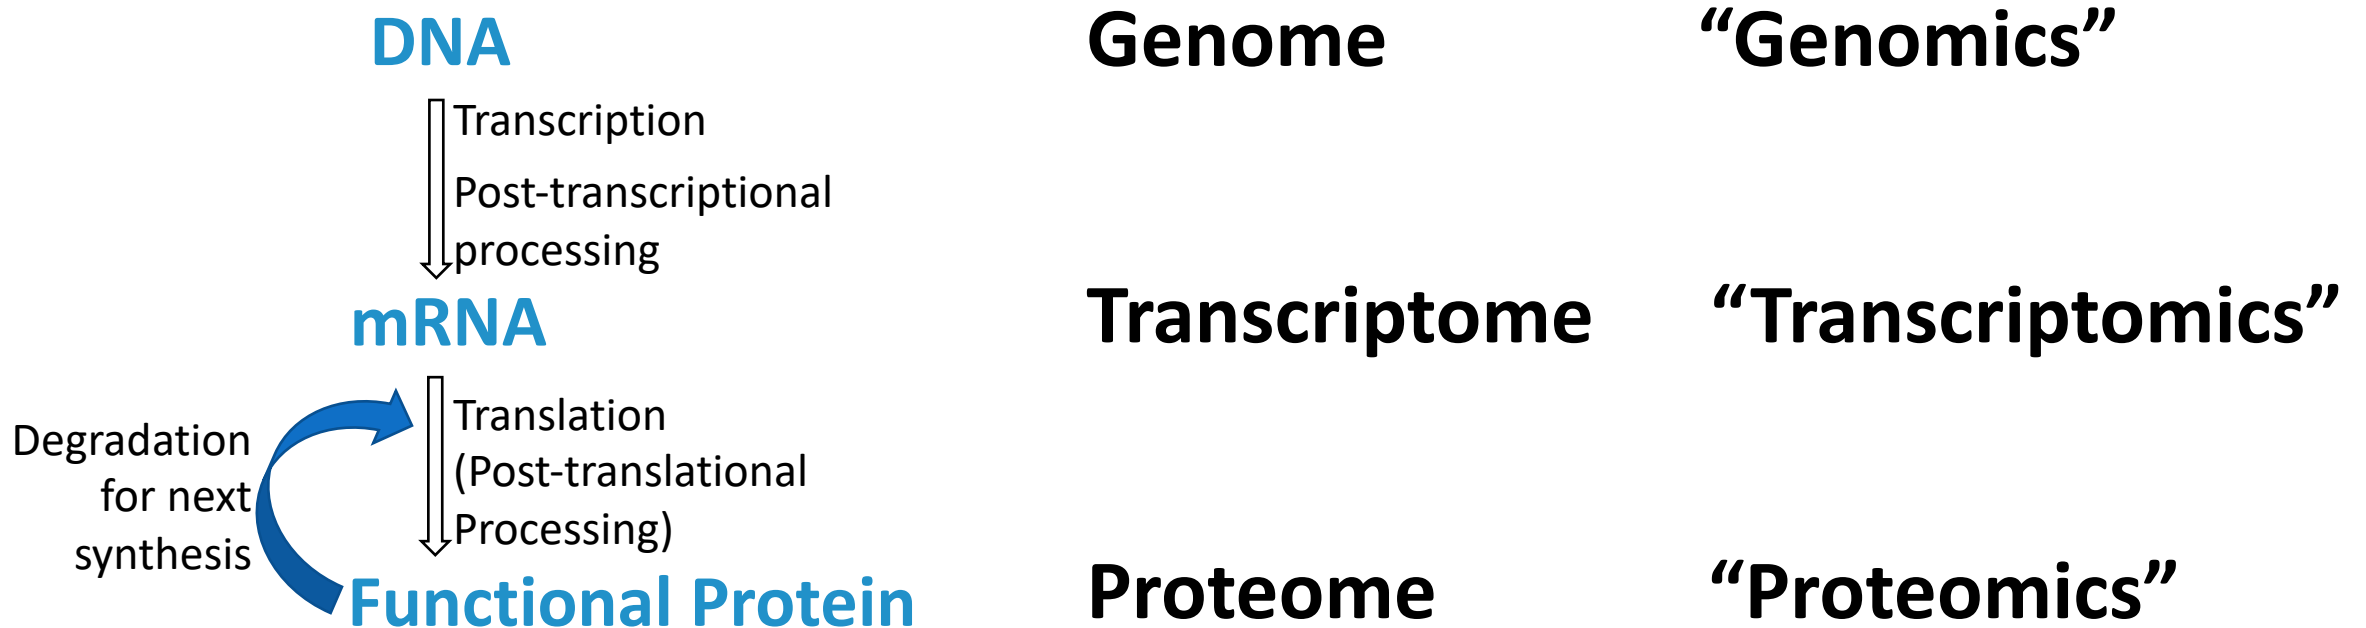 DNA Genome “Genomics”
Transcription
Post-transcriptional
processing
mRNA Transcriptome “Transcriptomics”
Translation
(Post-translational
Processing)
Degradation
for next
synthesis
Functional Protein Proteome “Proteomics”